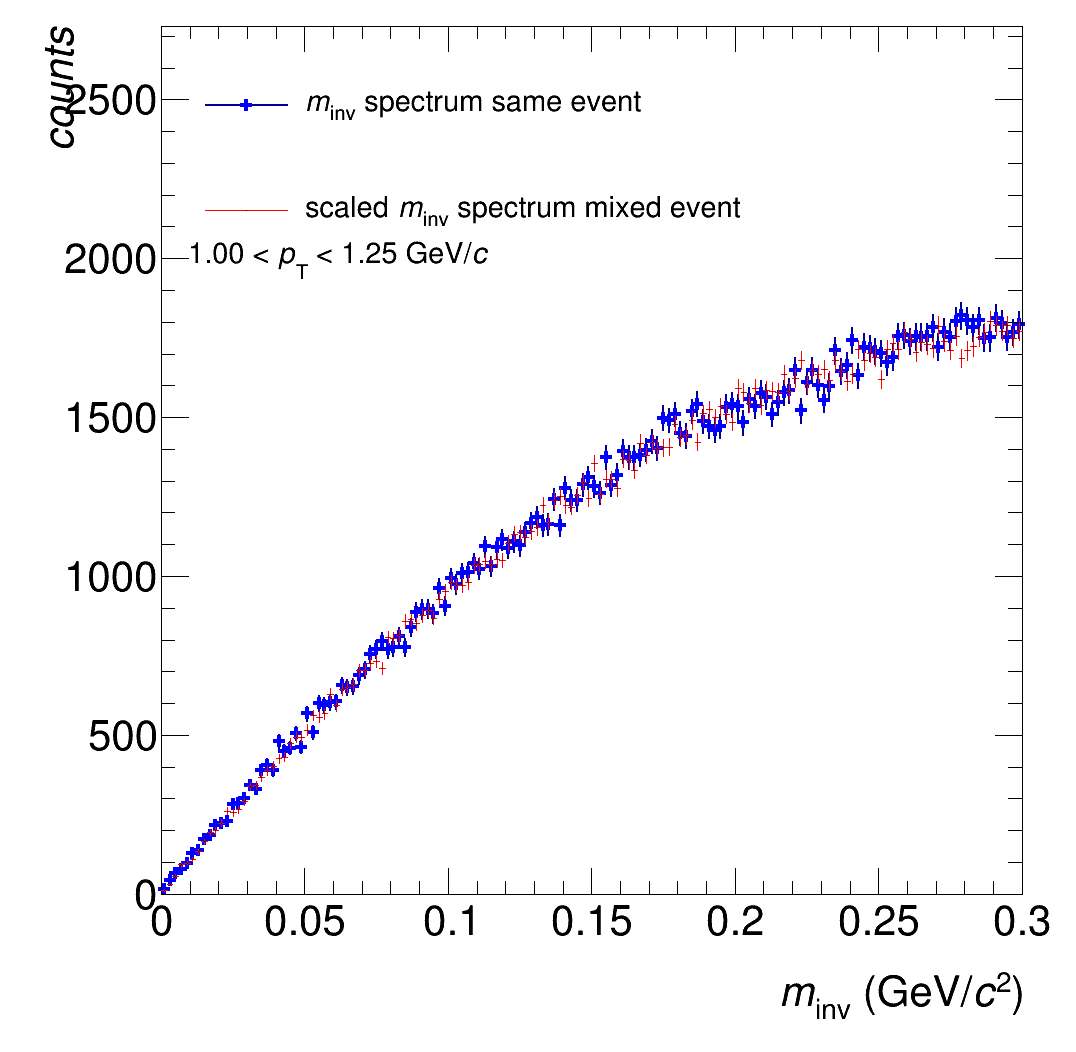 counts
2500
2000
1500
1000
500
0
m_inv spectrum same event
scaled m_inv spectrum mixed event
1.00 < p_T < 1.25 GeV/c
0 0.05 0.1 0.15 0.2 0.25 0.3
m_inv (GeV/c²)